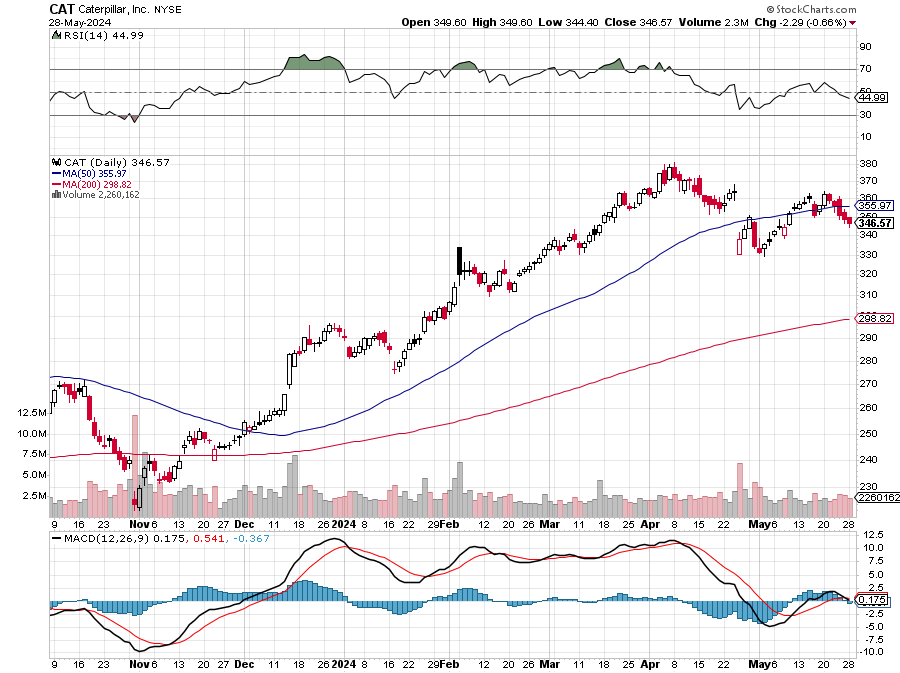 CAT Caterpillar, Inc. NYSE
© StockCharts.com
28-May-2024
Open 349.60 High 349.60 Low 344.40 Close 346.57 Volume 2.3M Chg -2.29 (-0.66%)
RSI(14) 44.99
90
70
50
44.99
30
10
CAT (Daily) 346.57
MA(50) 355.97
MA(200) 298.82
Volume 2,260,162
380
370
360
355.97
350
346.57
340
330
320
310
298.82
290
280
270
260
250
240
230
2260162
12.5M
10.0M
7.5M
5.0M
2.5M
9 16 23 Nov 6 13 20 27 Dec 11 18 26 2024 8 16 22 29 Feb 12 20 26 Mar 11 18 25 Apr 8 15 22 May 6 13 20 28
MACD(12,26,9) 0.175, 0.541, -0.367
12.5
10.0
7.5
5.0
2.5
0.175
-2.5
-5.0
-7.5
-10.0
9 16 23 Nov 6 13 20 27 Dec 11 18 26 2024 8 16 22 29 Feb 12 20 26 Mar 11 18 25 Apr 8 15 22 May 6 13 20 28